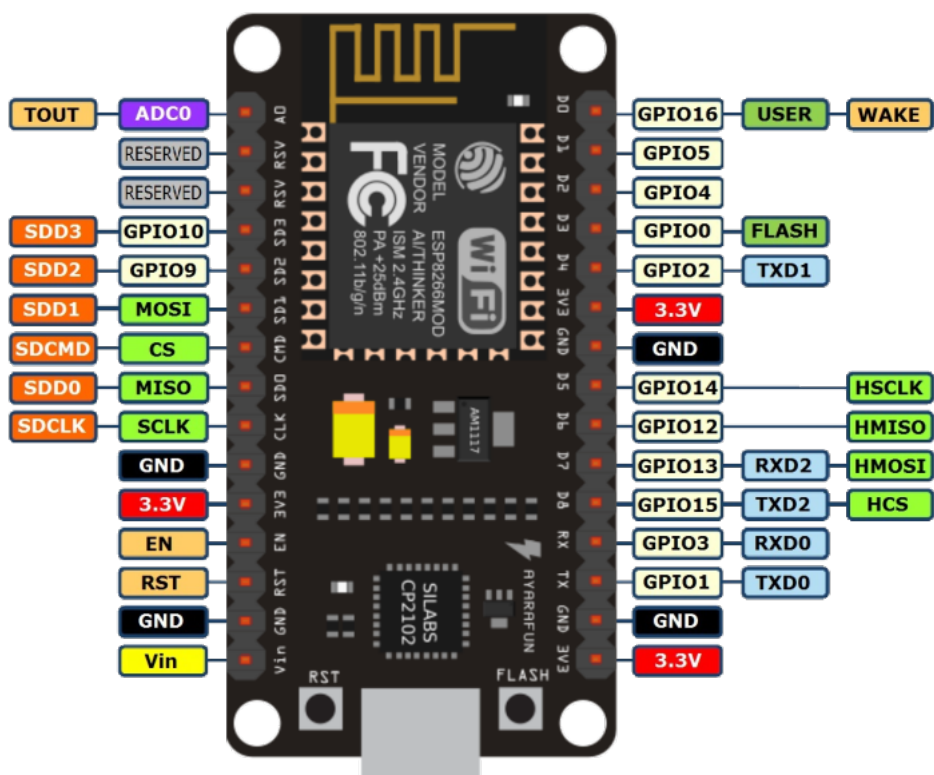 TOUT ADC0 A0 D0 GPIO16 USER WAKE
RESERVED RSV D1 GPIO5
RESERVED RSV D2 GPIO4
SDD3 GPIO10 SD3 D3 GPIO0 FLASH
SDD2 GPIO9 SD2 D4 GPIO2 TXD1
SDD1 MOSI SD1 3V3 3.3V
SDCMD CS CMD GND GND
SDD0 MISO SD0 D5 GPIO14 HSCLK
SDCLK SCLK CLK D6 GPIO12 HMISO
GND GND D7 GPIO13 RXD2 HMOSI
3.3V 3V3 D8 GPIO15 TXD2 HCS
EN EN RX GPIO3 RXD0
RST RST TX GPIO1 TXD0
GND GND GND GND
Vin Vin 3V3 3.3V
MODEL ESP8266MOD
VENDOR AI/THINKER
ISM 2.4GHz
PA +25dBm
802.11b/g/n
FC
Wi Fi
AM1117
SILABS
CP2102
AYARAFUN
RST
FLASH